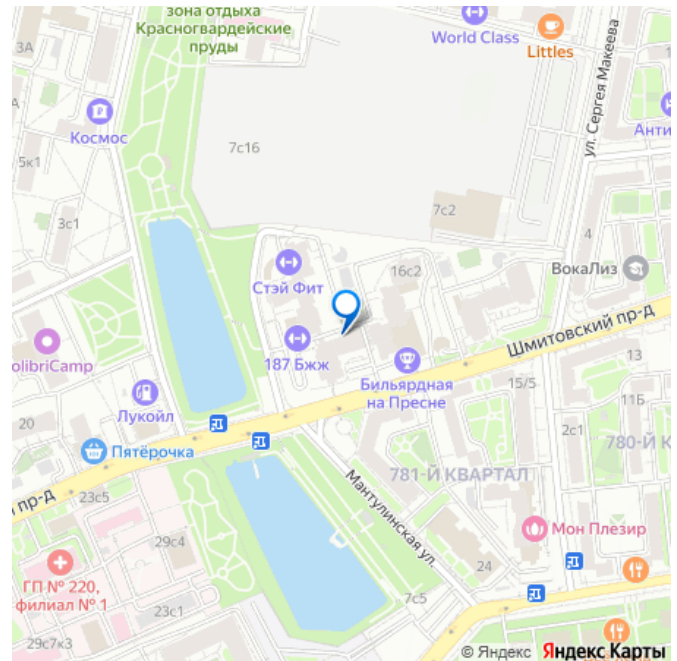 зона отдыха
Красногвардейские
пруды
World Class
Littles
3А
Космос
5к1
7с16
ул. Сергея Макеева
Анти
3с1
7с2
4
ВокаЛиз
Стэй Фит
16с2
Шмитовский пр-д
olibriCamp
187 Бжж
Бильярдная
на Пресне
13
15/5
11Б
Лукойл
20
2с1
780-Й К
Пятёрочка
781-Й КВАРТАЛ
23с5
й пр-д
Мантулинская ул.
Мон Плезир
29с4
ГП № 220,
филиал № 1
24
23с1
7с5
29с7к3
© Яндекс Яндекс Карты